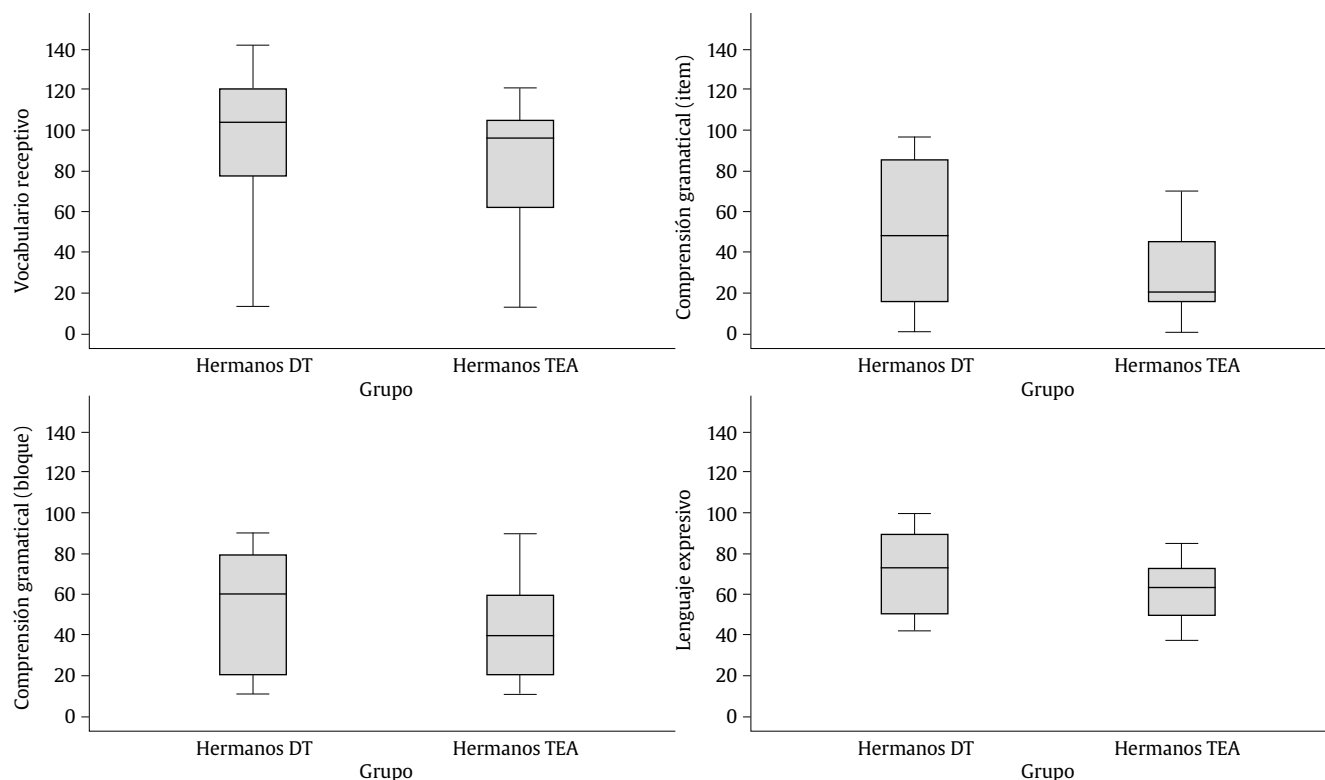 Vocabulario receptivo
140
120
100
80
60
40
20
0
Hermanos DT
Hermanos TEA
Grupo
Comprensión gramatical (item)
140
120
100
80
60
40
20
0
Hermanos DT
Hermanos TEA
Grupo
Comprensión gramatical (bloque)
140
120
100
80
60
40
20
0
Hermanos DT
Hermanos TEA
Grupo
Lenguaje expresivo
140
120
100
80
60
40
20
0
Hermanos DT
Hermanos TEA
Grupo